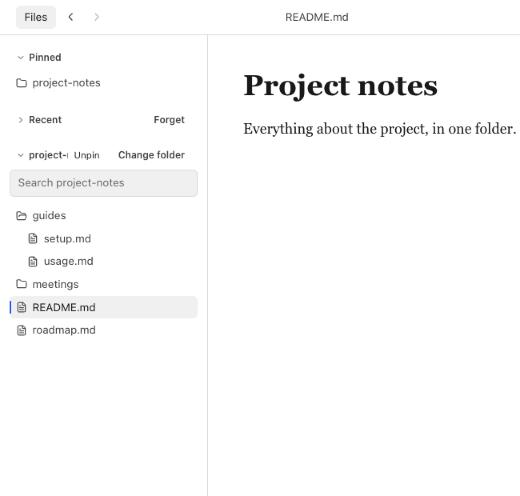 Files
README.md
Pinned
project-notes
Recent Forget
project- Unpin Change folder
Search project-notes
guides
setup.md
usage.md
meetings
README.md
roadmap.md
Project notes
Everything about the project, in one folder.